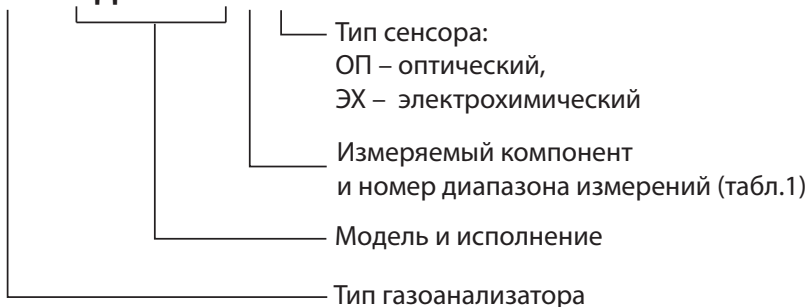 Тип сенсора:
ОП – оптический,
ЭХ – электрохимический
Измеряемый компонент
и номер диапазона измерений (табл.1)
Модель и исполнение
Тип газоанализатора